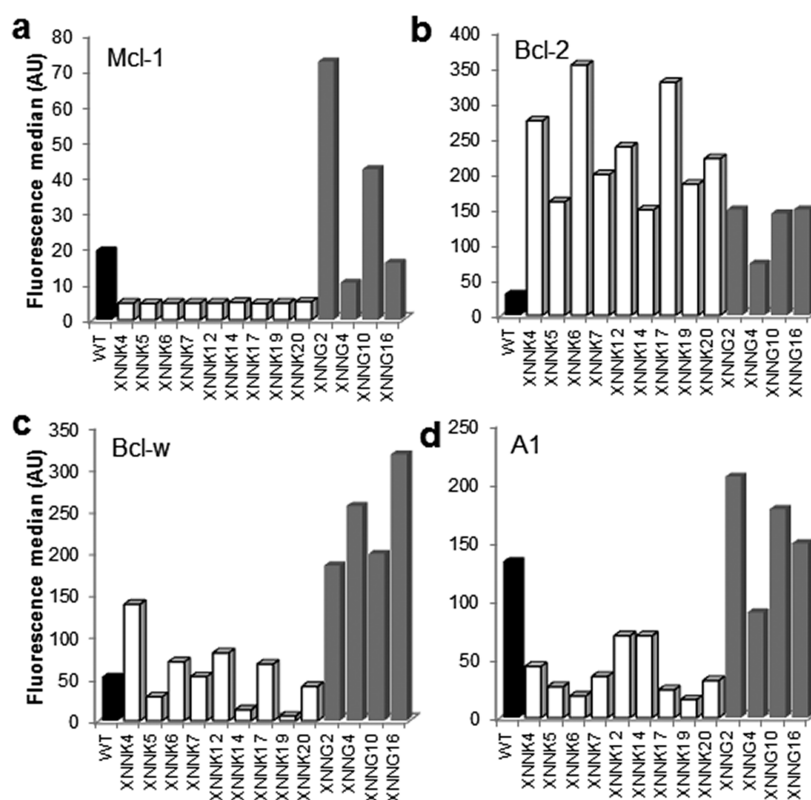 a
Mcl-1
Fluorescence median (AU)
80
70
60
50
40
30
20
10
0
WT
XNNK4
XNNK5
XNNK6
XNNK7
XNNK12
XNNK14
XNNK17
XNNK19
XNNK20
XNNG2
XNNG4
XNNG10
XNNG16
b
Bcl-2
400
350
300
250
200
150
100
50
0
WT
XNNK4
XNNK5
XNNK6
XNNK7
XNNK12
XNNK14
XNNK17
XNNK19
XNNK20
XNNG2
XNNG4
XNNG10
XNNG16
c
Bcl-w
Fluorescence median (AU)
350
300
250
200
150
100
50
0
WT
XNNK4
XNNK5
XNNK6
XNNK7
XNNK12
XNNK14
XNNK17
XNNK19
XNNK20
XNNG2
XNNG4
XNNG10
XNNG16
d
A1
250
200
150
100
50
0
WT
XNNK4
XNNK5
XNNK6
XNNK7
XNNK12
XNNK14
XNNK17
XNNK19
XNNK20
XNNG2
XNNG4
XNNG10
XNNG16